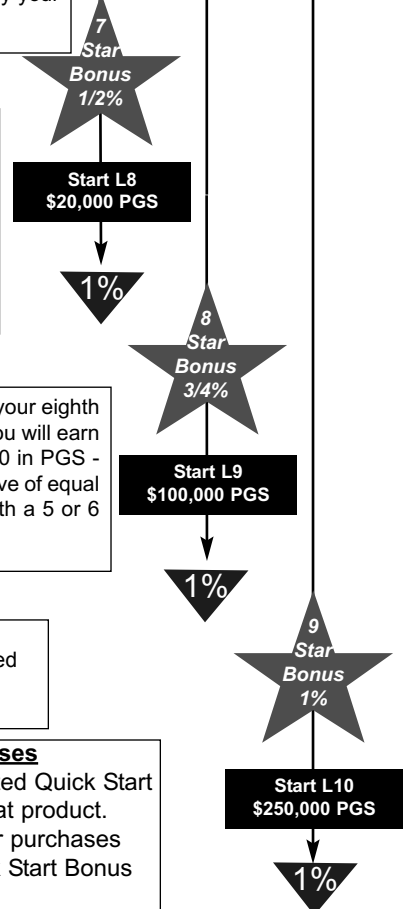 year
7
Star
Bonus
1/2%
Start L8
$20,000 PGS
1%
8
Star
Bonus
3/4%
your eighth
ou will earn
0 in PGS -
ve of equal
th a 5 or 6
Start L9
$100,000 PGS
1%
9
Star
Bonus
1%
ed
ses
ed Quick Start
at product.
r purchases
Start Bonus
Start L10
$250,000 PGS
1%